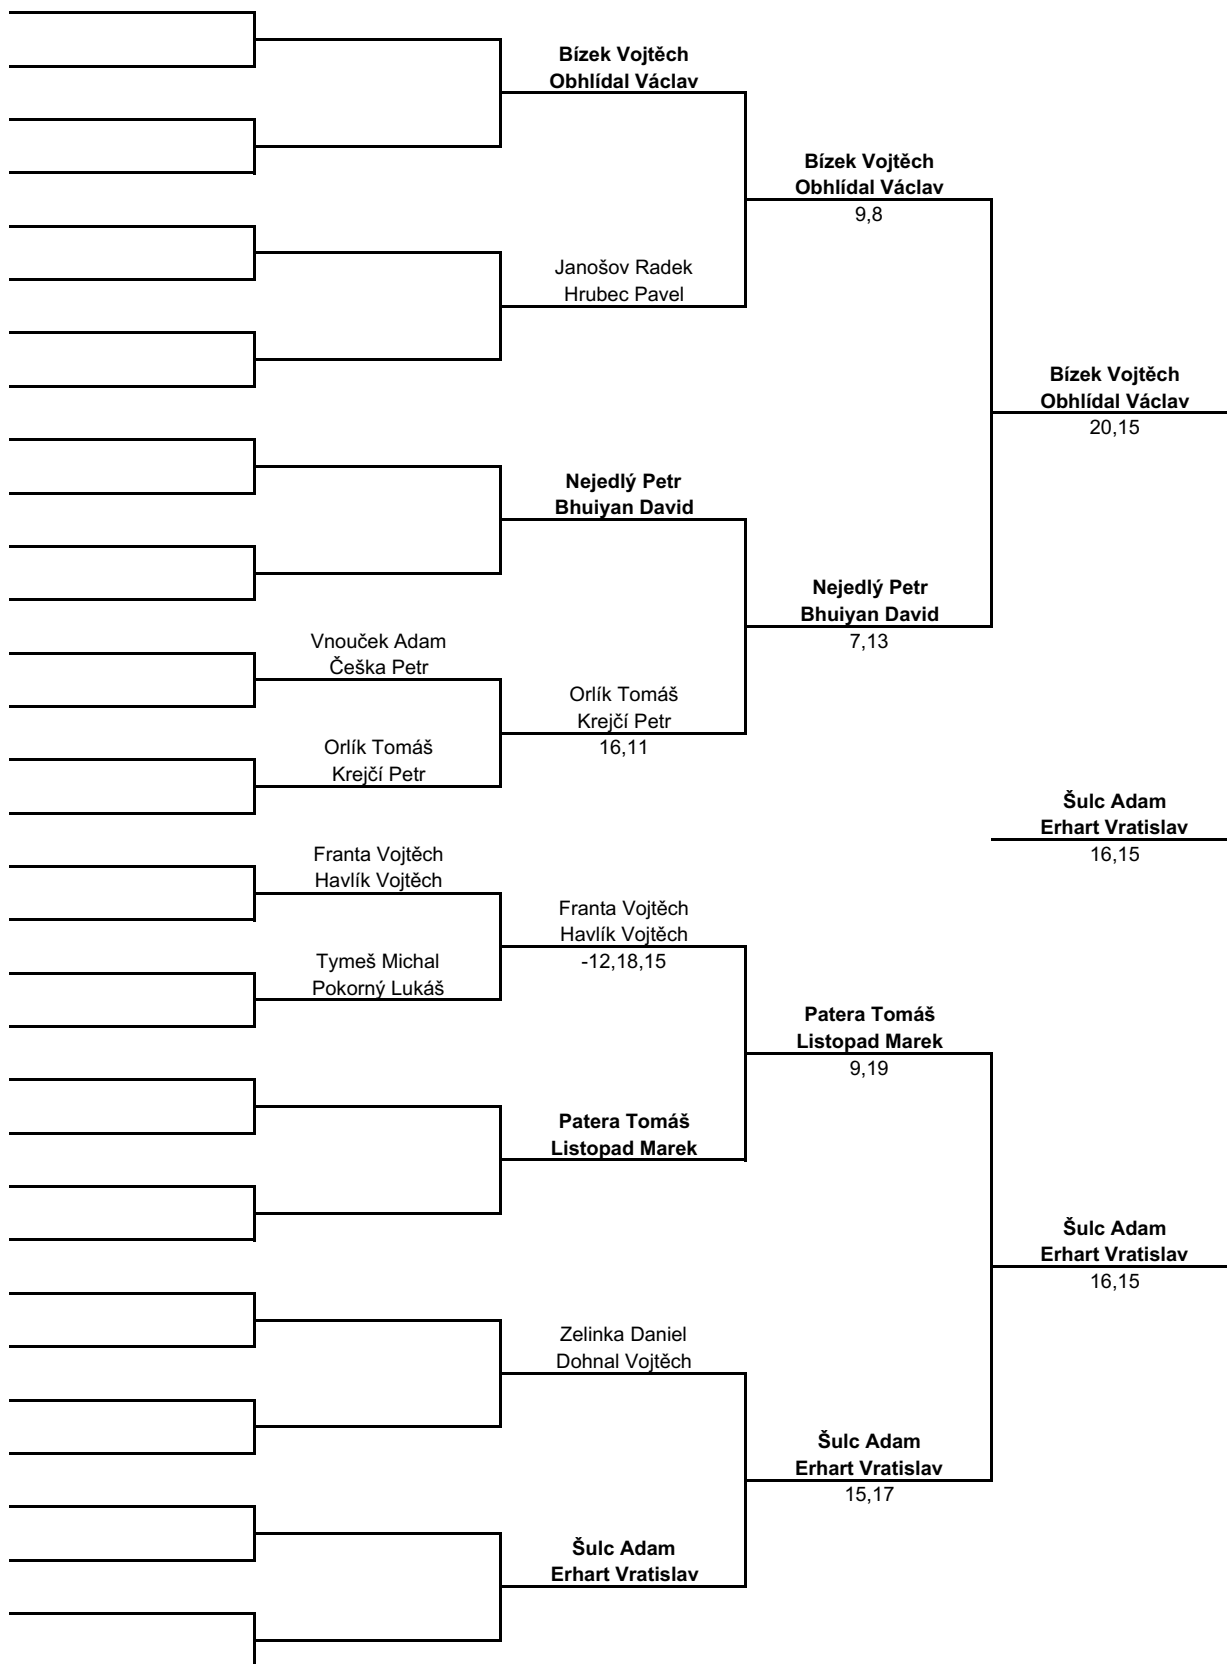 Bízek Vojtěch
Obhlídal Václav
Bízek Vojtěch
Obhlídal Václav
9,8
Janošov Radek
Hrubec Pavel
Bízek Vojtěch
Obhlídal Václav
20,15
Nejedlý Petr
Bhuiyan David
Nejedlý Petr
Bhuiyan David
7,13
Vnouček Adam
Češka Petr
Orlík Tomáš
Krejčí Petr
16,11
Orlík Tomáš
Krejčí Petr
Šulc Adam
Erhart Vratislav
16,15
Franta Vojtěch
Havlík Vojtěch
Franta Vojtěch
Havlík Vojtěch
-12,18,15
Tymeš Michal
Pokorný Lukáš
Patera Tomáš
Listopad Marek
9,19
Patera Tomáš
Listopad Marek
Šulc Adam
Erhart Vratislav
16,15
Zelinka Daniel
Dohnal Vojtěch
Šulc Adam
Erhart Vratislav
15,17
Šulc Adam
Erhart Vratislav